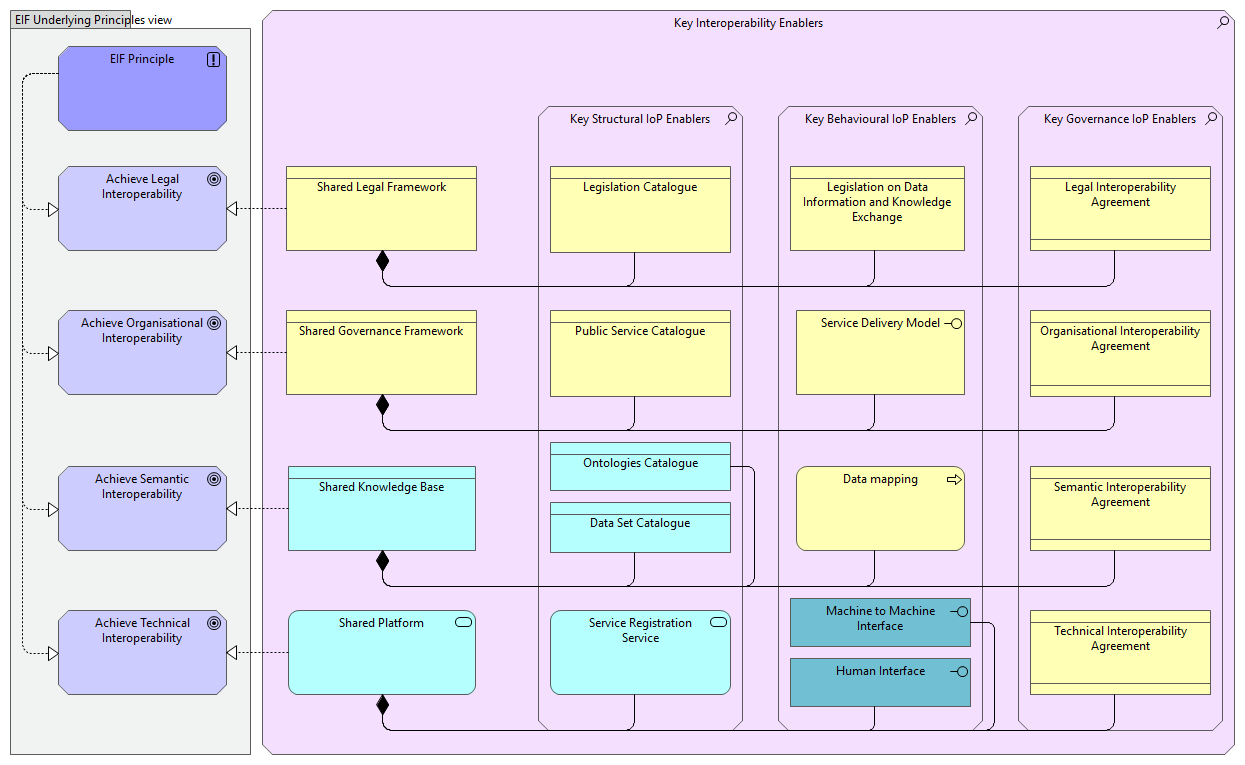 EIF Underlying Principles view
Key Interoperability Enablers
EIF Principle
Key Structural IoP Enablers
Key Behavioural IoP Enablers
Key Governance IoP Enablers
Achieve Legal
Interoperability
Shared Legal Framework
Legislation Catalogue
Legislation on Data
Information and Knowledge
Exchange
Legal Interoperability
Agreement
Achieve Organisational
Interoperability
Shared Governance Framework
Public Service Catalogue
Service Delivery Model
Organisational Interoperability
Agreement
Achieve Semantic
Interoperability
Shared Knowledge Base
Ontologies Catalogue
Data Set Catalogue
Data mapping
Semantic Interoperability
Agreement
Achieve Technical
Interoperability
Shared Platform
Service Registration
Service
Machine to Machine
Interface
Human Interface
Technical Interoperability
Agreement